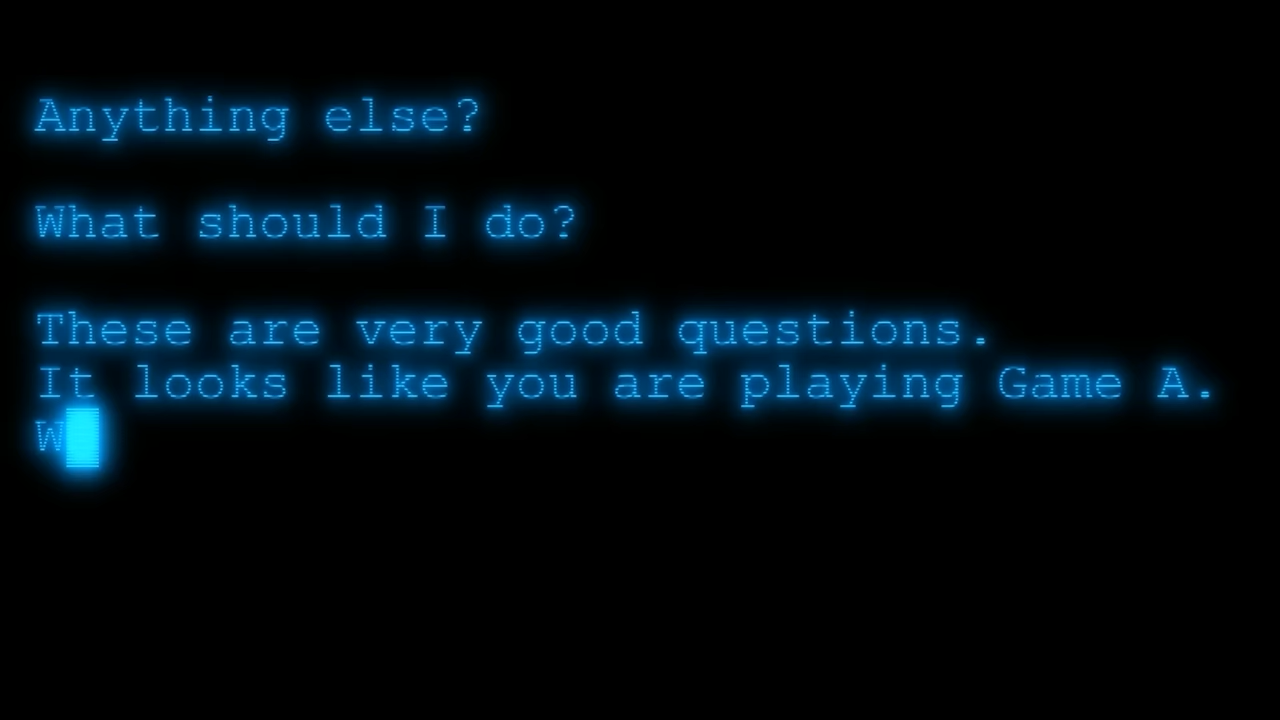 Anything else?
What should I do?
These are very good questions.
It looks like you are playing Game A.
W